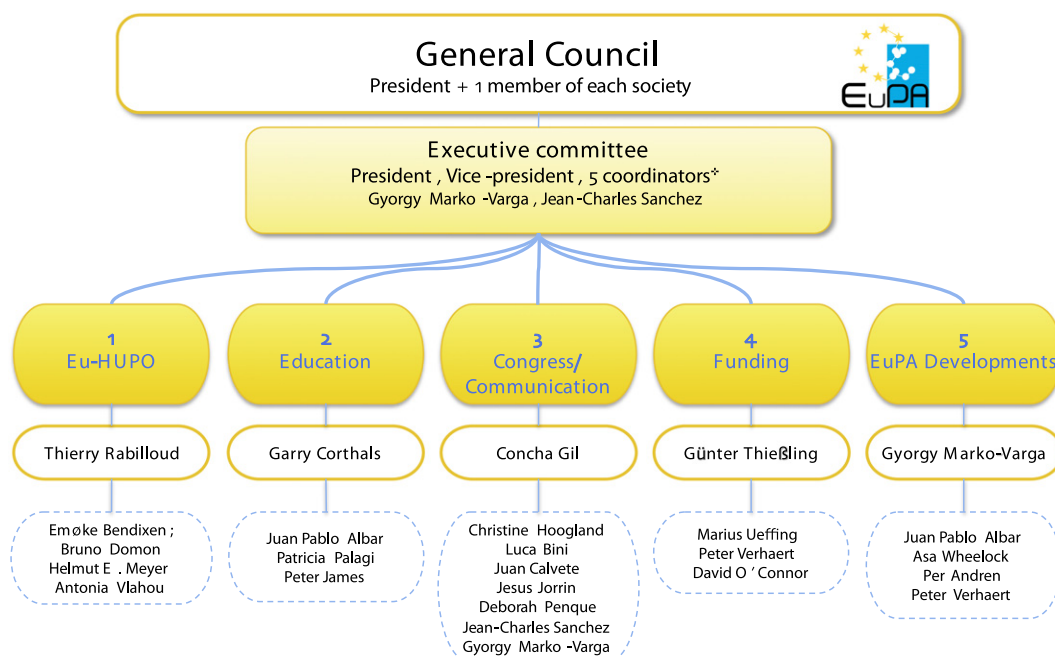 General Council
President + 1 member of each society
EuPA
Executive committee
President , Vice -president , 5 coordinators✧
Gyorgy Marko -Varga , Jean-Charles Sanchez
1
Eu-HUPO
2
Education
3
Congress/
Communication
4
Funding
5
EuPA Developments
Thierry Rabilloud
Garry Corthals
Concha Gil
Günter Thießling
Gyorgy Marko-Varga
Emøke Bendixen ;
Bruno Domon
Helmut E . Meyer
Antonia Vlahou
Juan Pablo Albar
Patricia Palagi
Peter James
Christine Hoogland
Luca Bini
Juan Calvete
Jesus Jorrin
Deborah Penque
Jean-Charles Sanchez
Gyorgy Marko -Varga
Marius Ueffing
Peter Verhaert
David O ' Connor
Juan Pablo Albar
Asa Wheelock
Per Andren
Peter Verhaert